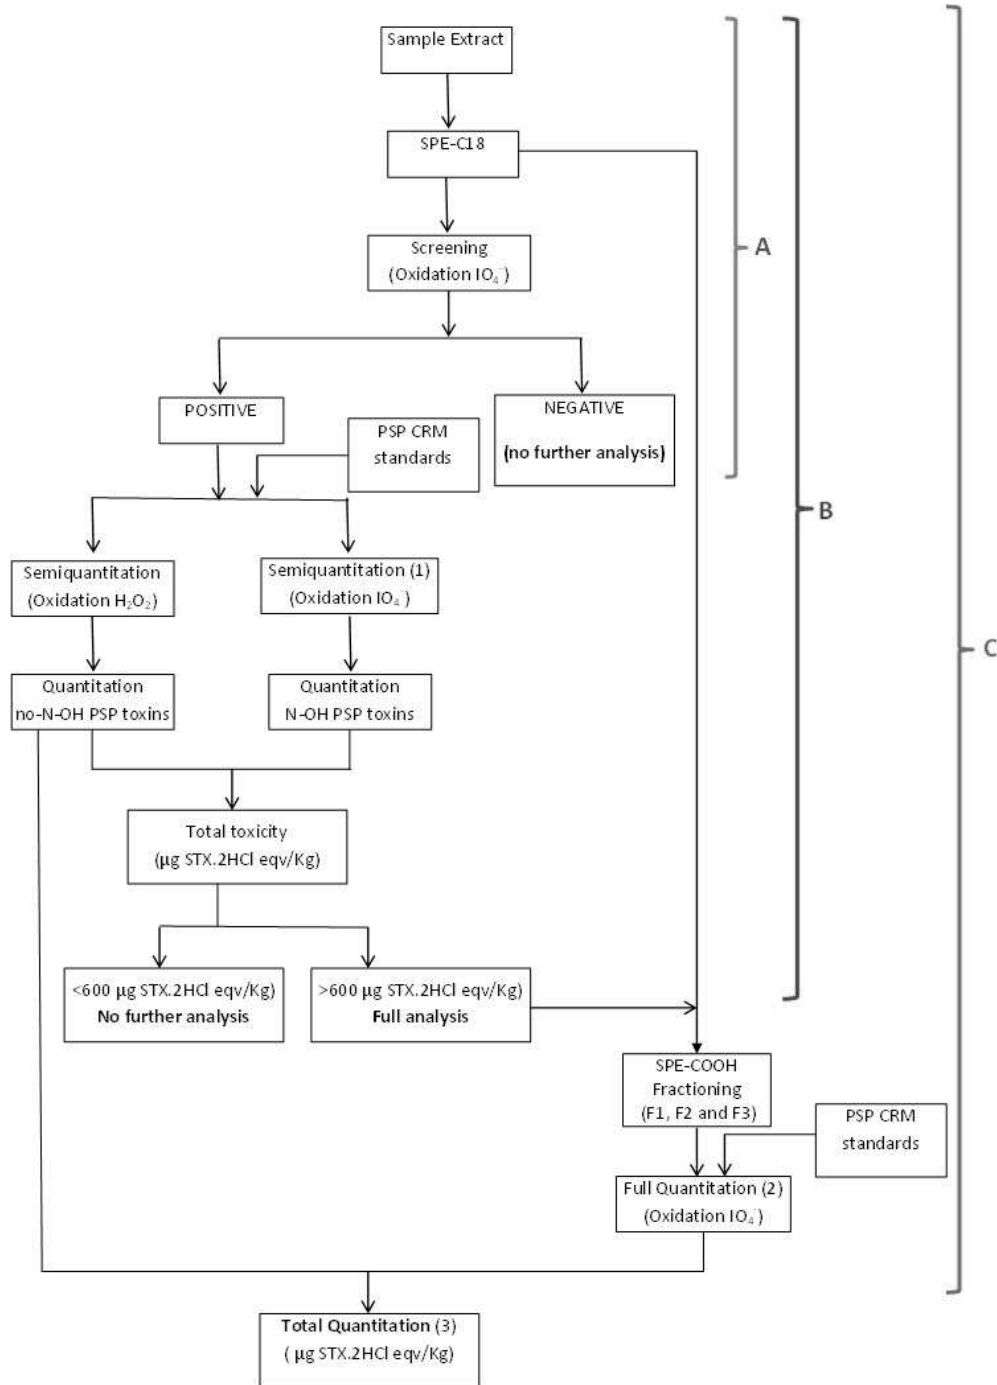 Sample Extract
SPE-C18
Screening
(Oxidation IO₄⁻)
A
POSITIVE
NEGATIVE
(no further analysis)
PSP CRM
standards
B
Semiquantitation
(Oxidation H₂O₂)
Semiquantitation (1)
(Oxidation IO₄⁻)
C
Quantitation
no-N-OH PSP toxins
Quantitation
N-OH PSP toxins
Total toxicity
(µg STX.2HCl eqv/Kg)
<600 µg STX.2HCl eqv/Kg)
No further analysis
>600 µg STX.2HCl eqv/Kg)
Full analysis
SPE-COOH
Fractioning
(F1, F2 and F3)
PSP CRM
standards
Full Quantitation (2)
(Oxidation IO₄⁻)
Total Quantitation (3)
( µg STX.2HCl eqv/Kg)